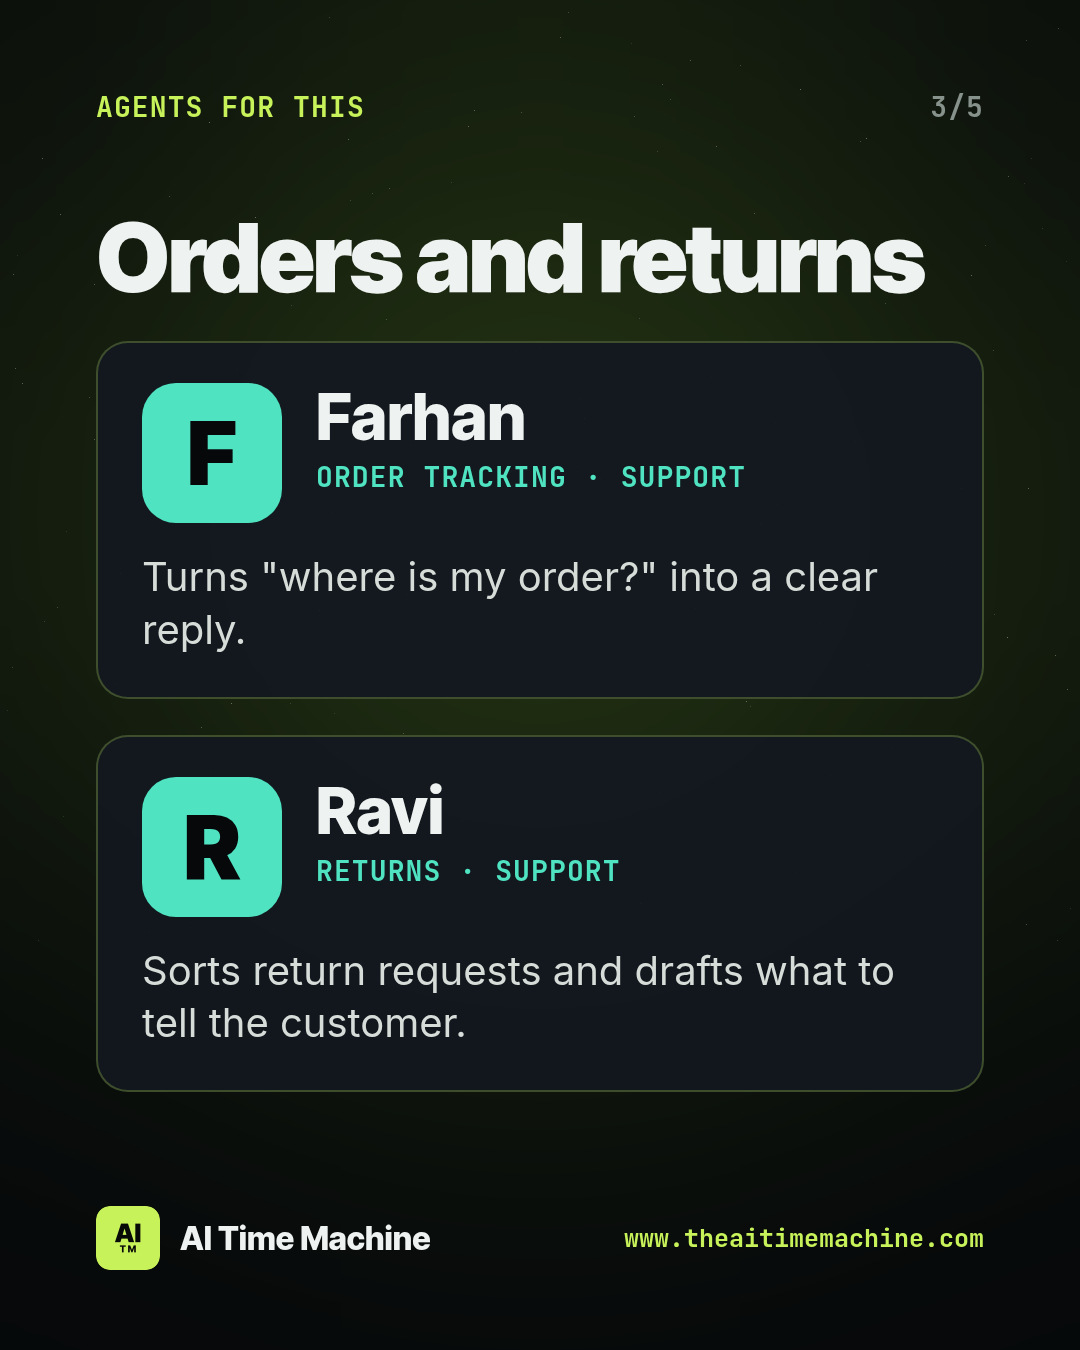 AGENTS FOR THIS
3/5
Orders and returns
F
Farhan
ORDER TRACKING · SUPPORT
Turns "where is my order?" into a clear
reply.
R
Ravi
RETURNS · SUPPORT
Sorts return requests and drafts what to
tell the customer.
AI
TM
AI Time Machine
www.theaitimemachine.com